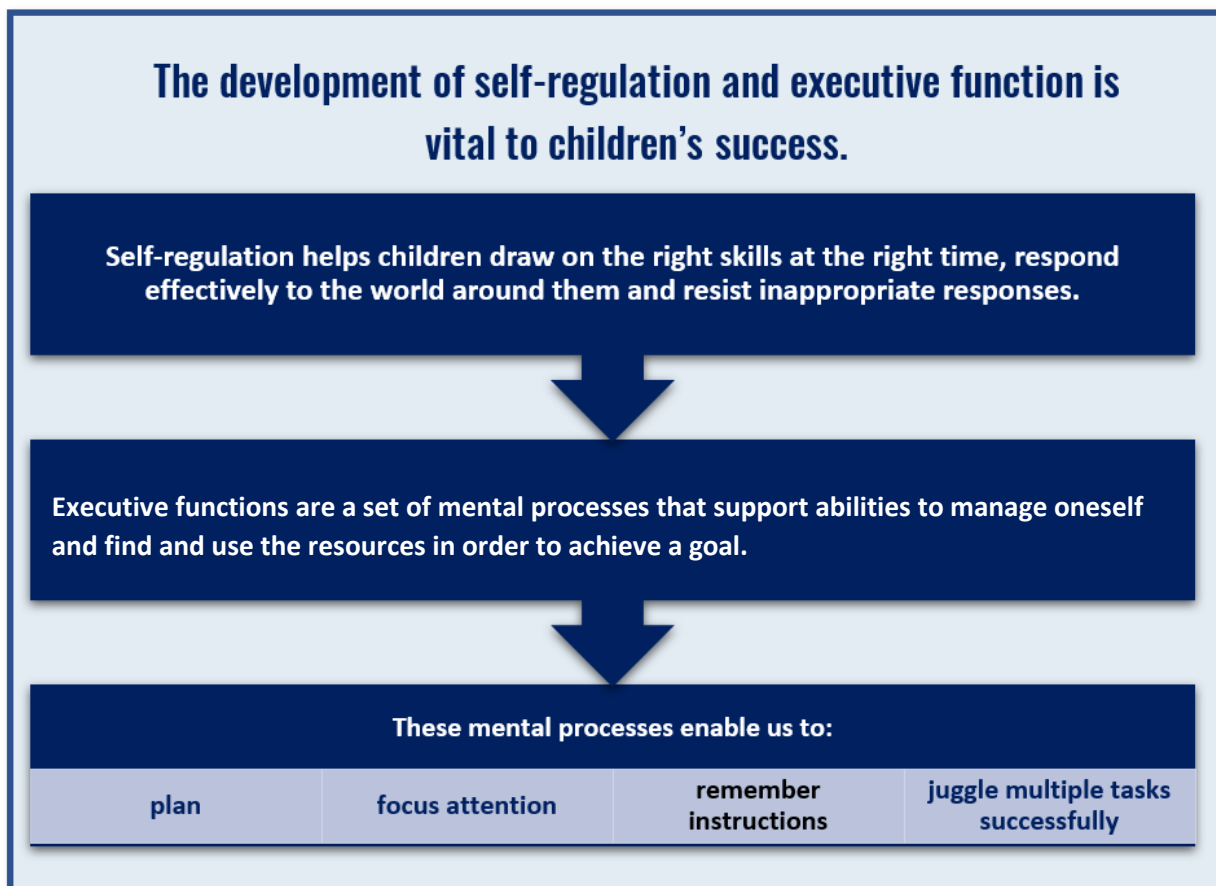 The development of self-regulation and executive function is
vital to children’s success.
Self-regulation helps children draw on the right skills at the right time, respond
effectively to the world around them and resist inappropriate responses.
Executive functions are a set of mental processes that support abilities to manage oneself
and find and use the resources in order to achieve a goal.
These mental processes enable us to:
plan
focus attention
remember
instructions
juggle multiple tasks
successfully